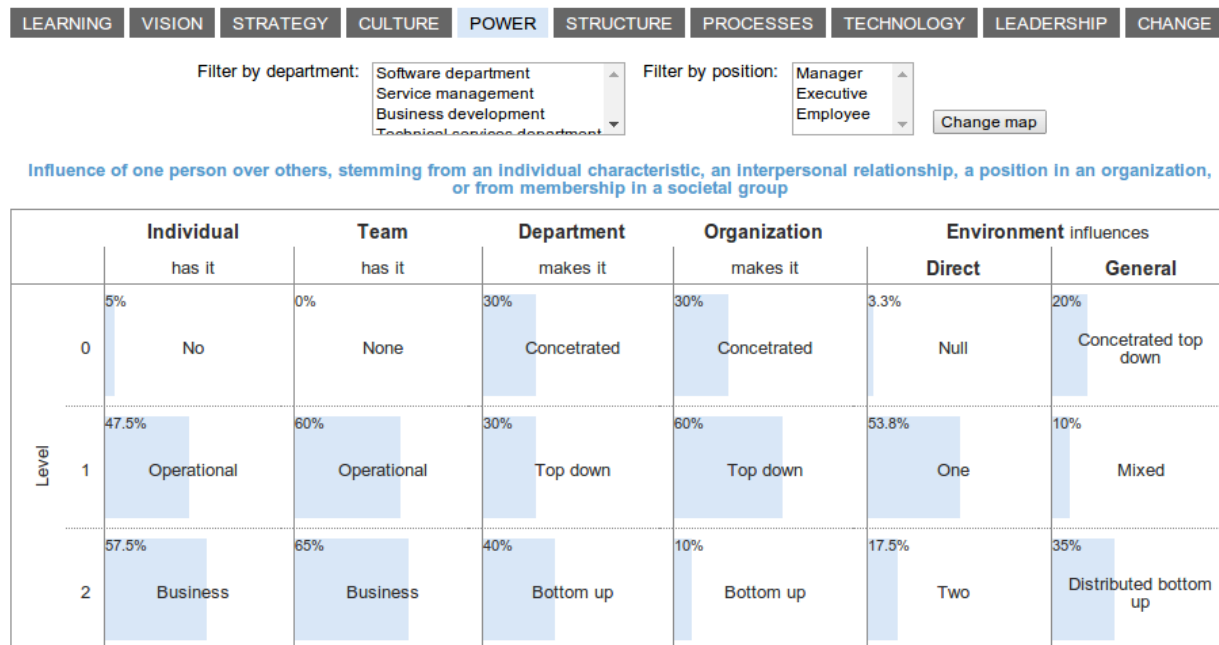 LEARNING VISION STRATEGY CULTURE POWER STRUCTURE PROCESSES TECHNOLOGY LEADERSHIP CHANGE
Filter by department: Software department Filter by position: Manager
Service management Executive
Business development Employee
Technical services department Change map
Influence of one person over others, stemming from an individual characteristic, an interpersonal relationship, a position in an organization,
or from membership in a societal group
Individual Team Department Organization Environment influences
has it has it makes it makes it Direct General
5% 0% 30% 30% 3.3% 20%
0 No None Concetrated Concetrated Null Concetrated top
down
47.5% 60% 30% 60% 53.8% 10%
Level 1 Operational Operational Top down Top down One Mixed
57.5% 65% 40% 10% 17.5% 35%
2 Business Business Bottom up Bottom up Two Distributed bottom
up